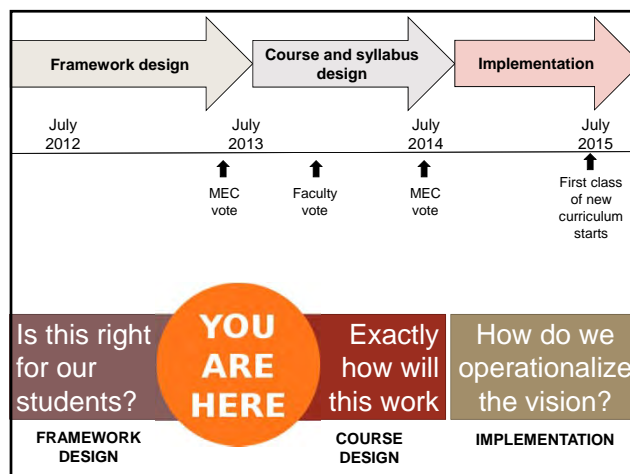 Framework design
Course and syllabus
design
Implementation
July
2012
July
2013
July
2014
July
2015
MEC
vote
Faculty
vote
MEC
vote
First class
of new
curriculum
starts
Is this right
for our
students?
YOU
ARE
HERE
Exactly
how will
this work
How do we
operationalize
the vision?
FRAMEWORK
DESIGN
COURSE
DESIGN
IMPLEMENTATION